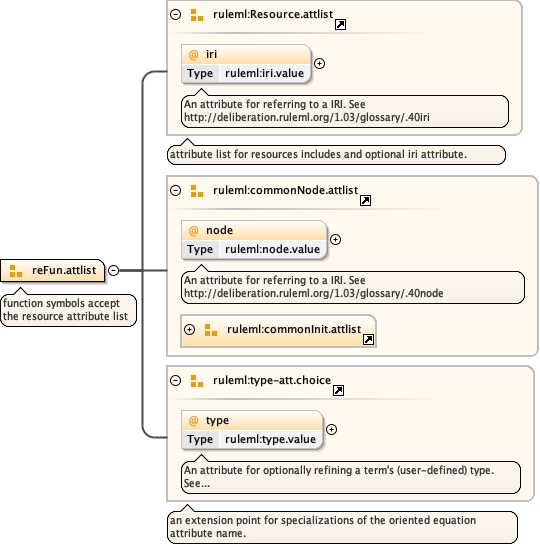 ruleml:Resource.attlist
@ iri
Type ruleml:iri.value
An attribute for referring to a IRI. See
http://deliberation.ruleml.org/1.03/glossary/.40iri
attribute list for resources includes and optional iri attribute.
ruleml:commonNode.attlist
@ node
Type ruleml:node.value
An attribute for referring to a IRI. See
http://deliberation.ruleml.org/1.03/glossary/.40node
ruleml:commonInit.attlist
reFun.attlist
function symbols accept
the resource attribute list
ruleml:type-att.choice
@ type
Type ruleml:type.value
An attribute for optionally refining a term's (user-defined) type.
See...
an extension point for specializations of the oriented equation
attribute name.